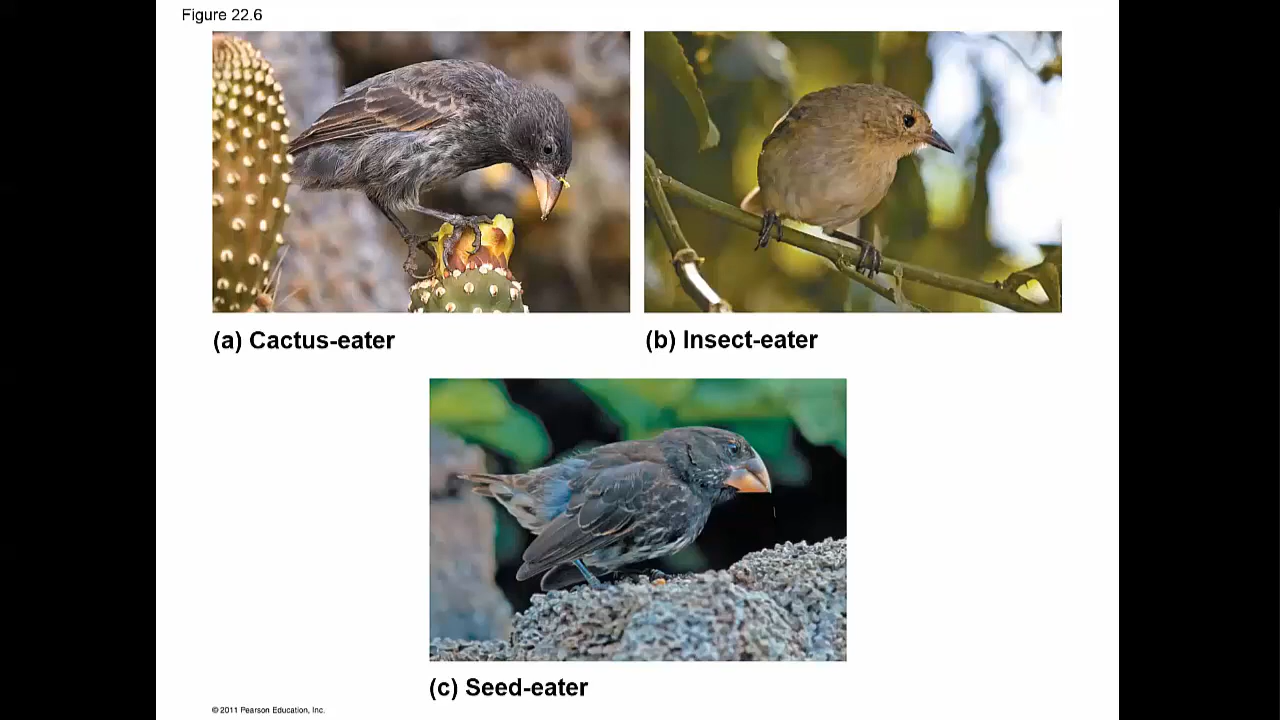 Figure 22.6
(a) Cactus-eater
(b) Insect-eater
(c) Seed-eater
© 2011 Pearson Education, Inc.